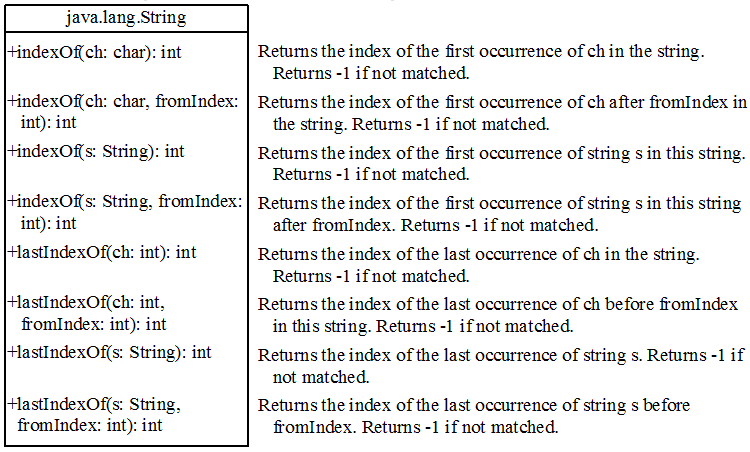 java.lang.String
+indexOf(ch: char): int
Returns the index of the first occurrence of ch in the string.
Returns -1 if not matched.
+indexOf(ch: char, fromIndex:
int): int
Returns the index of the first occurrence of ch after fromIndex in
the string. Returns -1 if not matched.
+indexOf(s: String): int
Returns the index of the first occurrence of string s in this string.
Returns -1 if not matched.
+indexOf(s: String, fromIndex:
int): int
Returns the index of the first occurrence of string s in this string
after fromIndex. Returns -1 if not matched.
+lastIndexOf(ch: int): int
Returns the index of the last occurrence of ch in the string.
Returns -1 if not matched.
+lastIndexOf(ch: int,
fromIndex: int): int
Returns the index of the last occurrence of ch before fromIndex
in this string. Returns -1 if not matched.
+lastIndexOf(s: String): int
Returns the index of the last occurrence of string s. Returns -1 if
not matched.
+lastIndexOf(s: String,
fromIndex: int): int
Returns the index of the last occurrence of string s before
fromIndex. Returns -1 if not matched.